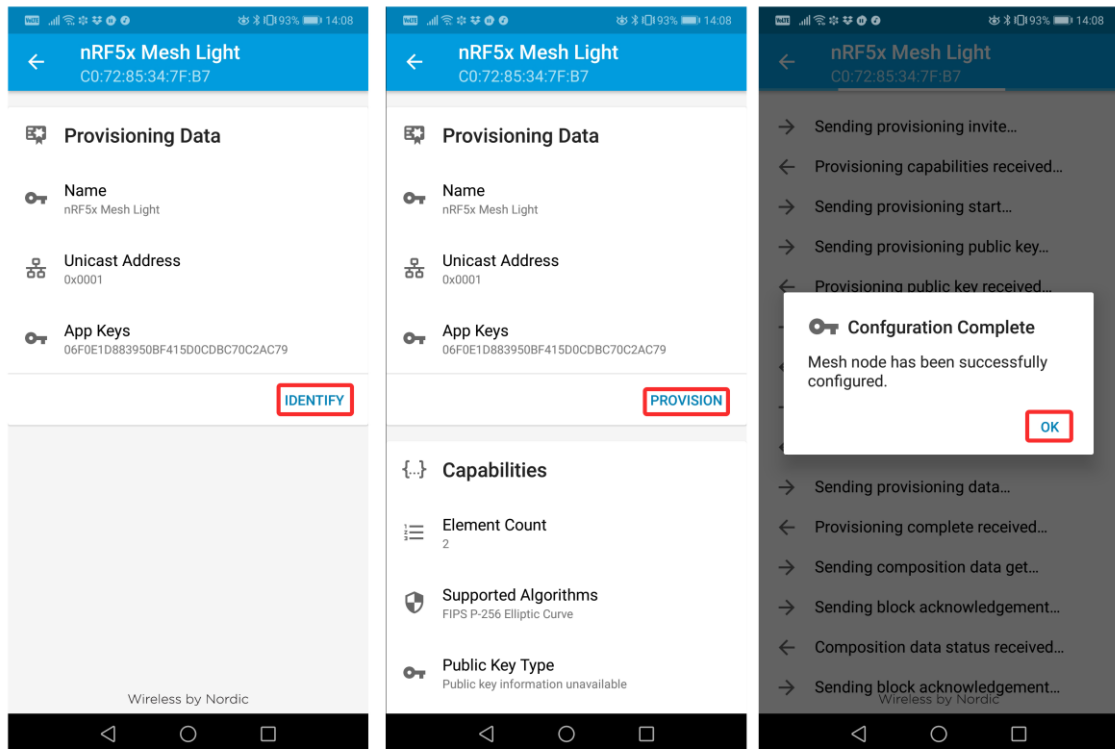 93% 14:08
nRF5x Mesh Light
C0:72:85:34:7F:B7
Provisioning Data
Name
nRF5x Mesh Light
Unicast Address
0x0001
App Keys
06F0E1D883950BF415D0CDBC70C2AC79
IDENTIFY
Wireless by Nordic
93% 14:08
nRF5x Mesh Light
C0:72:85:34:7F:B7
Provisioning Data
Name
nRF5x Mesh Light
Unicast Address
0x0001
App Keys
06F0E1D883950BF415D0CDBC70C2AC79
PROVISION
{...} Capabilities
Element Count
2
Supported Algorithms
FIPS P-256 Elliptic Curve
Public Key Type
Public key information unavailable
93% 14:08
nRF5x Mesh Light
C0:72:85:34:7F:B7
Sending provisioning invite...
Provisioning capabilities received...
Sending provisioning start...
Sending provisioning public key...
Provisioning public key received...
Confguration Complete
Mesh node has been successfully
configured.
OK
Sending provisioning data...
Provisioning complete received...
Sending composition data get...
Sending block acknowledgement...
Composition data status received...
Sending block acknowledgement...
Wireless by Nordic